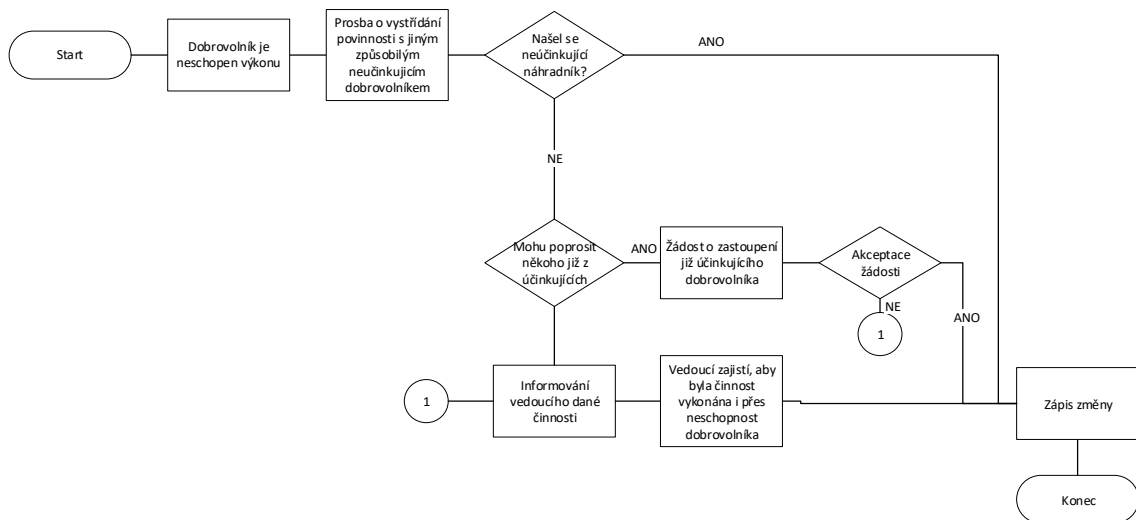 Start
Dobrovolník je
neschopen výkonu
Prosba o vystřídání
povinnosti s jiným
způsobilým
neučinkujicim
dobrovolníkem
Našel se
neúčinkující
náhradník?
ANO
NE
Mohu poprosit
někoho již z
účinkujících
ANO
Žádost o zastoupení
již účinkujícího
dobrovolníka
Akceptace
žádosti
NE
1
ANO
1
Informování
vedoucího dané
činnosti
Vedoucí zajistí, aby
byla činnost
vykonána i přes
neschopnost
dobrovolníka
Zápis změny
Konec